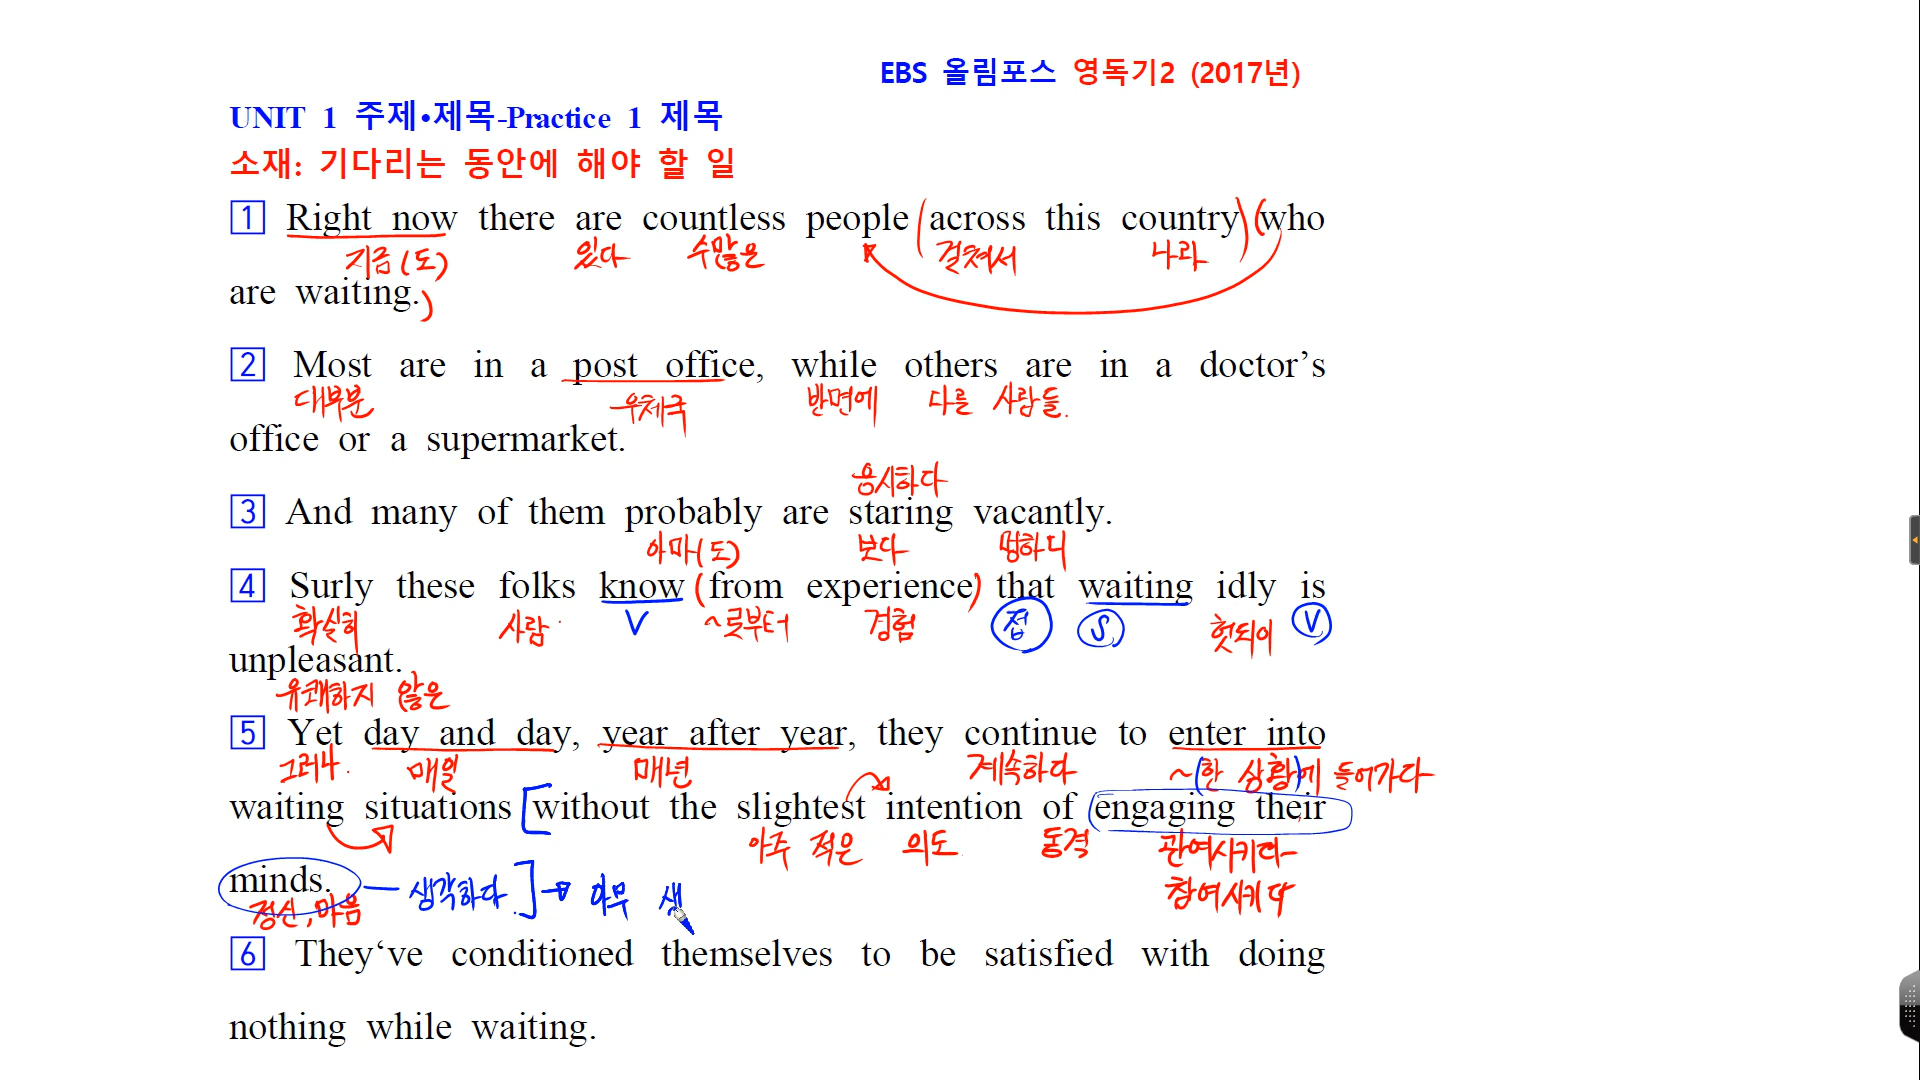 EBS 올림포스 영독기2 (2017년)
UNIT 1 주제•제목-Practice 1 제목
소재: 기다리는 동안에 해야 할 일
1 Right now there are countless people (across this country) (who
지금(도) 있다 수많은 걸쳐서 나라
are waiting.)
2 Most are in a post office, while others are in a doctor's
대부분 우체국 반면에 다른 사람들.
office or a supermarket.
응시하다
3 And many of them probably are staring vacantly.
아마(도) 보다 멍하니
4 Surly these folks know (from experience) that waiting idly is
확실히 사람 V ~로부터 경험 접 S 헛되이 V
unpleasant.
유쾌하지 않은
5 Yet day and day, year after year, they continue to enter into
그러나. 매일 매년 계속하다 ~(한 상황)에 들어가다
waiting situations [without the slightest intention of engaging their
아주 적은 의도 동격 관여시키다
minds. 생각하다.] → 아무 생 참여시키다
정신, 마음
6 They‘ve conditioned themselves to be satisfied with doing
nothing while waiting.